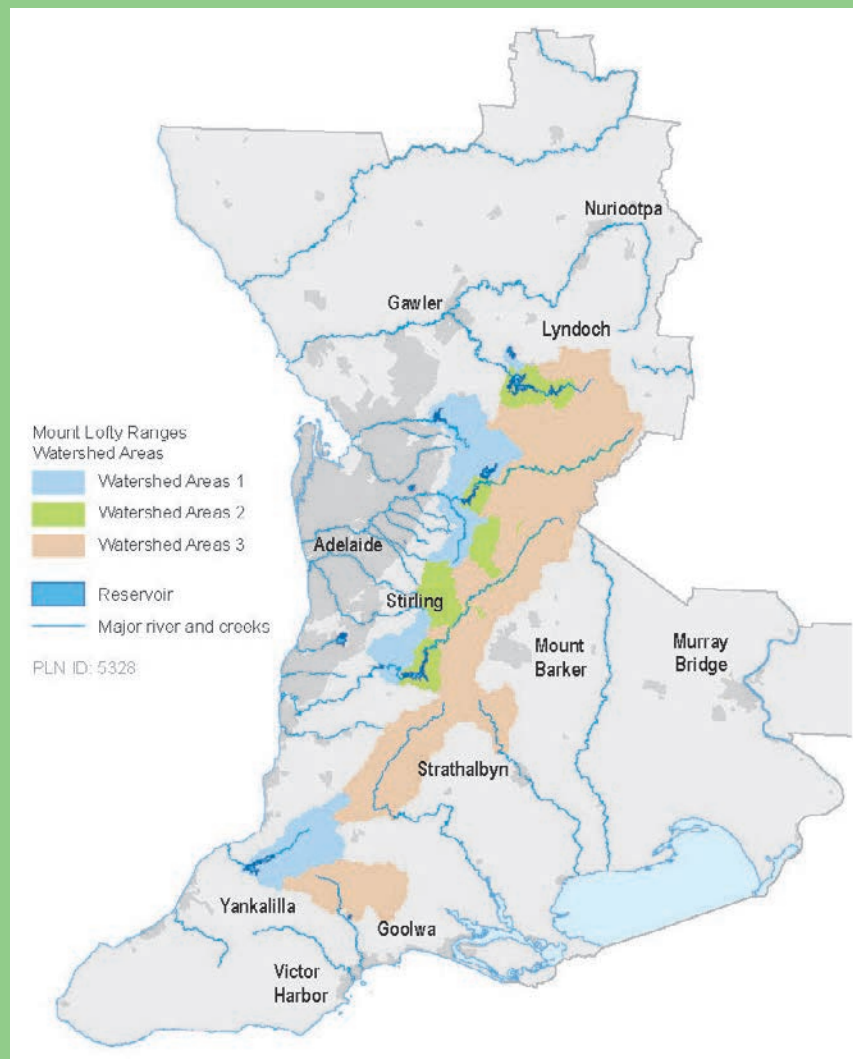 Nuriootpa
Gawler
Lyndoch
Mount Lofty Ranges
Watershed Areas
Watershed Areas 1
Watershed Areas 2
Watershed Areas 3
Reservoir
Major river and creeks
PLN ID: 5328
Adelaide
Stirling
Mount
Barker
Murray
Bridge
Strathalbyn
Yankalilla
Goolwa
Victor
Harbor